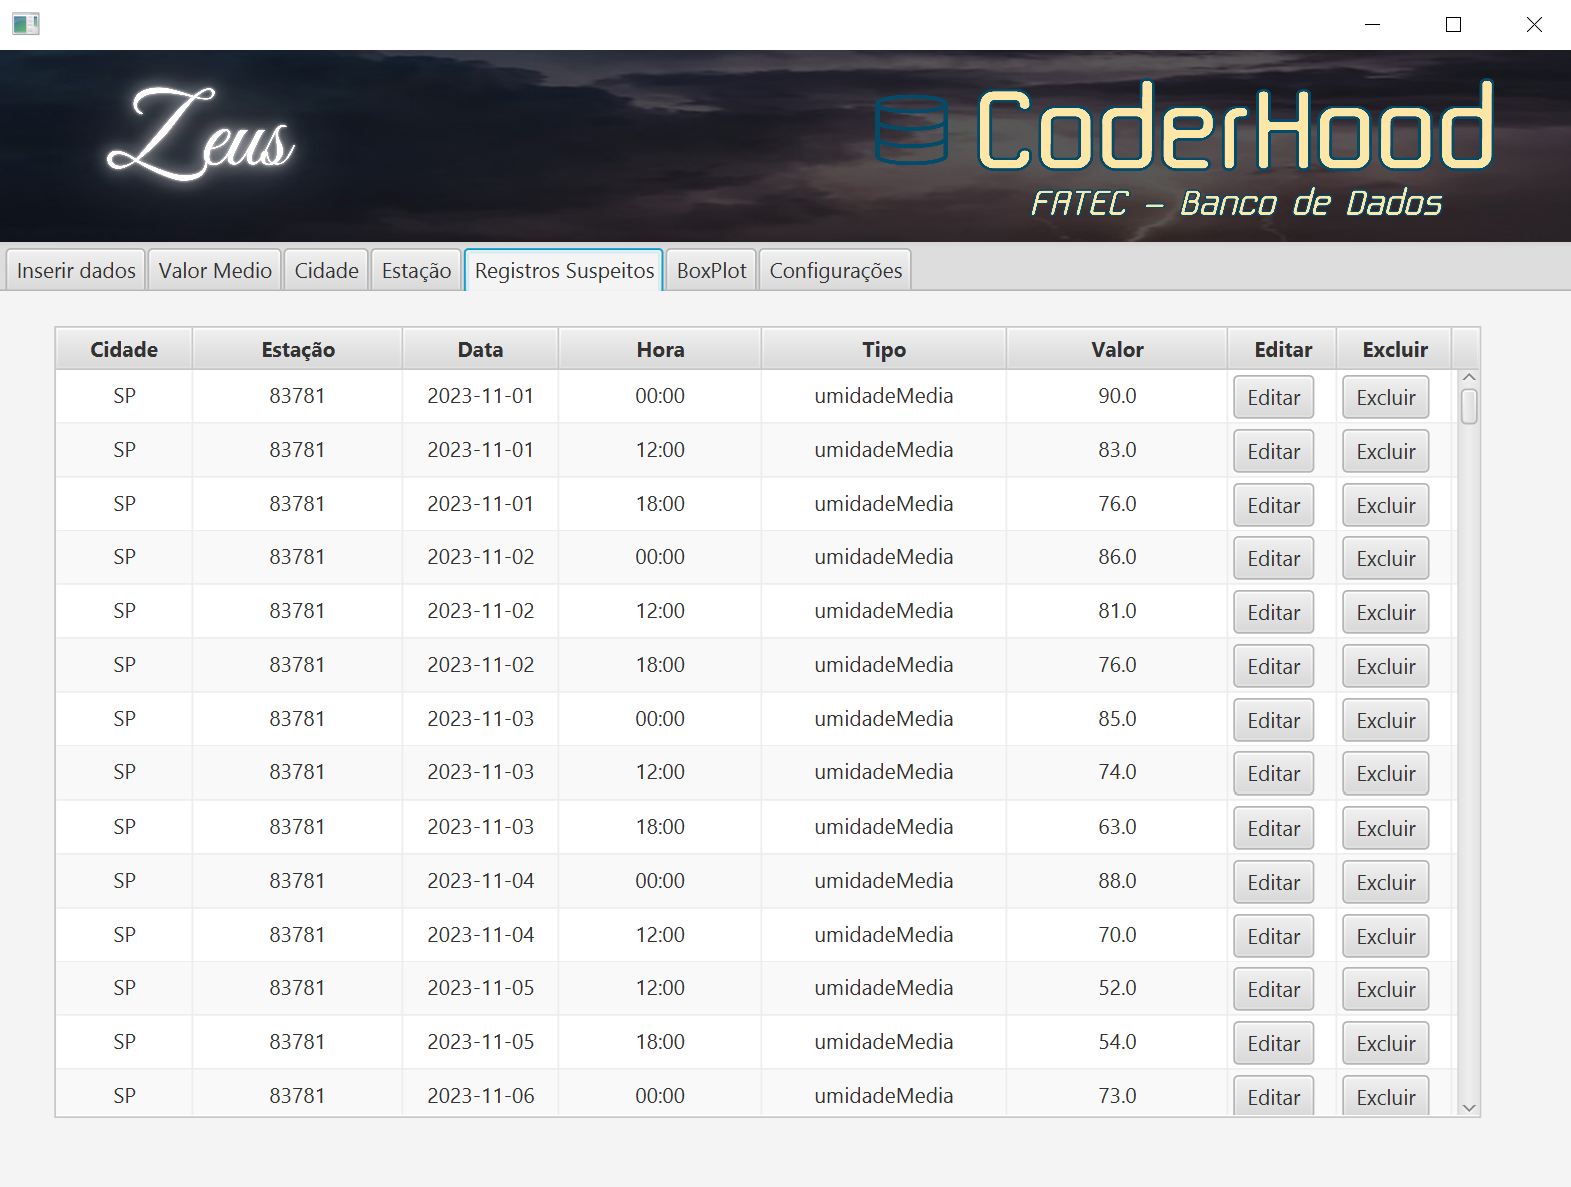 Zeus
CoderHood
FATEC - Banco de Dados
Inserir dados Valor Medio Cidade Estação Registros Suspeitos BoxPlot Configurações
Cidade Estação Data Hora Tipo Valor Editar Excluir
SP 83781 2023-11-01 00:00 umidadeMedia 90.0 Editar Excluir
SP 83781 2023-11-01 12:00 umidadeMedia 83.0 Editar Excluir
SP 83781 2023-11-01 18:00 umidadeMedia 76.0 Editar Excluir
SP 83781 2023-11-02 00:00 umidadeMedia 86.0 Editar Excluir
SP 83781 2023-11-02 12:00 umidadeMedia 81.0 Editar Excluir
SP 83781 2023-11-02 18:00 umidadeMedia 76.0 Editar Excluir
SP 83781 2023-11-03 00:00 umidadeMedia 85.0 Editar Excluir
SP 83781 2023-11-03 12:00 umidadeMedia 74.0 Editar Excluir
SP 83781 2023-11-03 18:00 umidadeMedia 63.0 Editar Excluir
SP 83781 2023-11-04 00:00 umidadeMedia 88.0 Editar Excluir
SP 83781 2023-11-04 12:00 umidadeMedia 70.0 Editar Excluir
SP 83781 2023-11-05 12:00 umidadeMedia 52.0 Editar Excluir
SP 83781 2023-11-05 18:00 umidadeMedia 54.0 Editar Excluir
SP 83781 2023-11-06 00:00 umidadeMedia 73.0 Editar Excluir